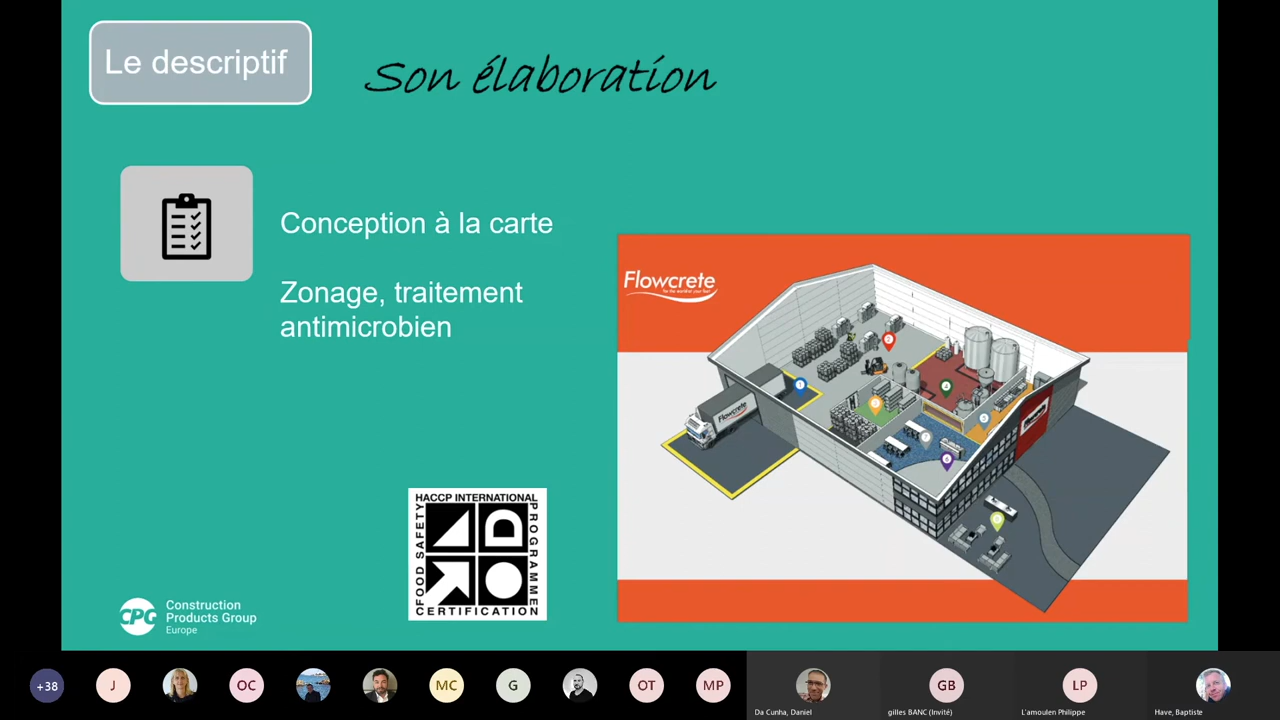 Le descriptif
Son élaboration
Conception à la carte
Zonage, traitement
antimicrobien
Flowcrete
Flowcrete
HACCP INTERNATIONAL
FOOD SAFETY
PROGRAMME
CERTIFICATION
CPG
Construction
Products Group
Europe
+38
J
OC
MC
G
OT
MP
Da Cunha, Daniel
GB
gilles BANC (Invité)
LP
L'amoulen Philippe
Have, Baptiste